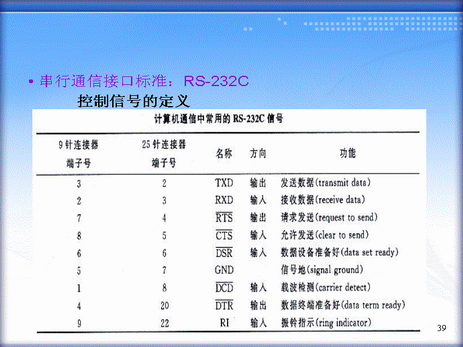 • 串行通信接口标准：RS-232C
控制信号的定义
计算机通信中常用的 RS-232C 信号
9 针连接器端子号 25 针连接器端子号 名称 方向 功能
3 2 TXD 输出 发送数据(transmit data)
2 3 RXD 输入 接收数据(receive data)
7 4 RTS 输出 请求发送(request to send)
8 5 CTS 输入 允许发送(clear to send)
6 6 DSR 输入 数据设备准备好(data set ready)
5 7 GND 信号地(signal ground)
1 8 DCD 输入 载波检测(carrier detect)
4 20 DTR 输出 数据终端准备好(data term ready)
9 22 RI 输入 振铃指示(ring indicator)
39